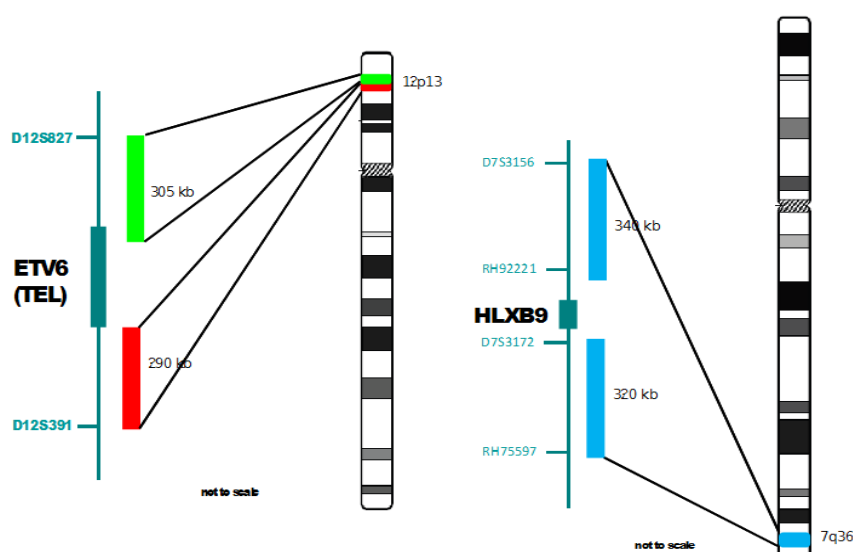 12p13
D12S827
305 kb
ETV6
(TEL)
290 kb
D12S391
not to scale
D7S3156
340 kb
RH92221
HLXB9
D7S3172
320 kb
RH75597
7q36
not to scale